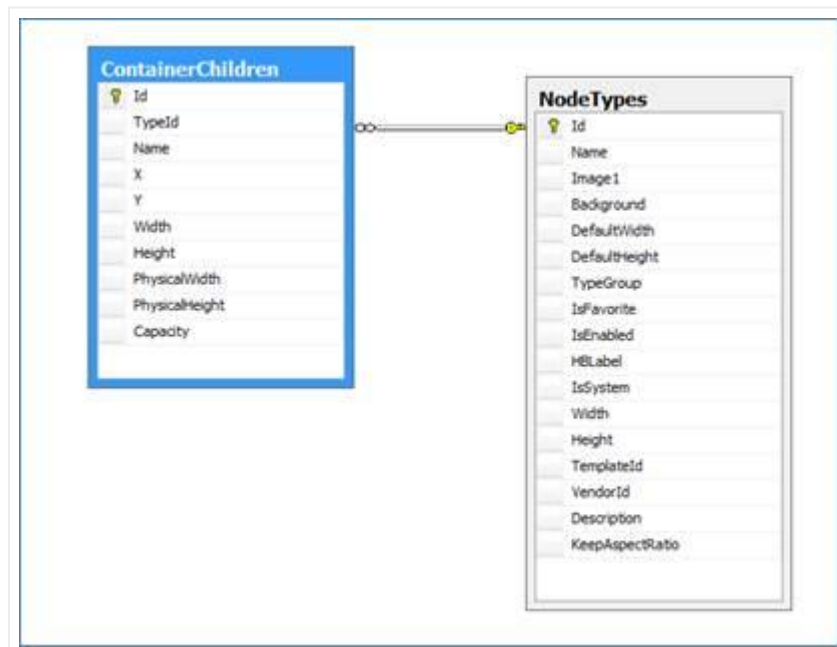 ContainerChildren
Id
TypeId
Name
X
Y
Width
Height
PhysicalWidth
PhysicalHeight
Capacity
NodeTypes
Id
Name
Image1
Background
DefaultWidth
DefaultHeight
TypeGroup
IsFavorite
IsEnabled
HBLabel
IsSystem
Width
Height
TemplateId
VendorId
Description
KeepAspectRatio